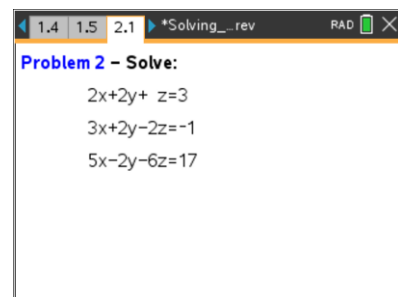 1.4 1.5 2.1 *Solving_...rev RAD
Problem 2 – Solve:
2x+2y+ z=3
3x+2y−2z=⁻1
5x−2y−6z=17